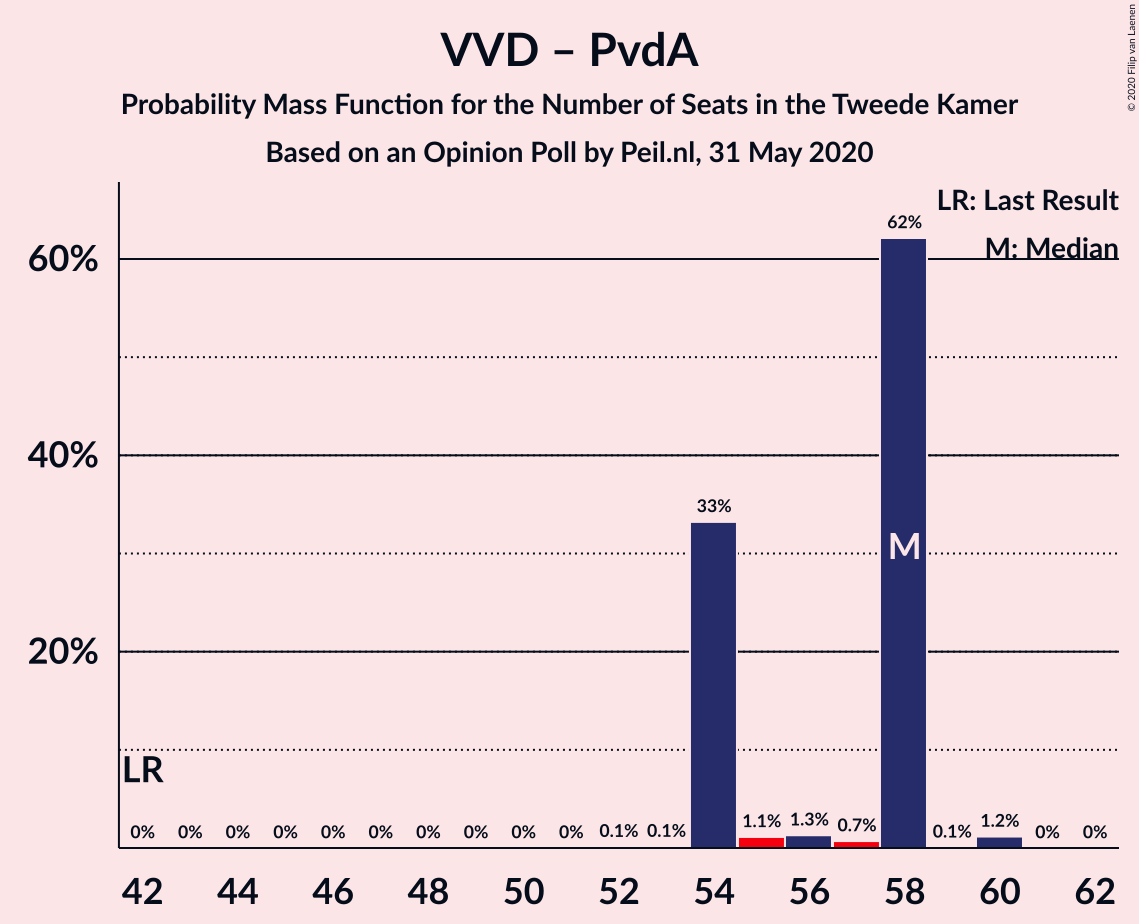 VVD – PvdA
Probability Mass Function for the Number of Seats in the Tweede Kamer
Based on an Opinion Poll by Peil.nl, 31 May 2020
© 2020 Filip van Laenen
LR: Last Result
M: Median
60%
40%
20%
62%
33%
M
LR
0% 0% 0% 0% 0% 0% 0% 0% 0% 0% 0.1% 0.1% 1.1% 1.3% 0.7% 0.1% 1.2% 0% 0%
42 44 46 48 50 52 54 56 58 60 62